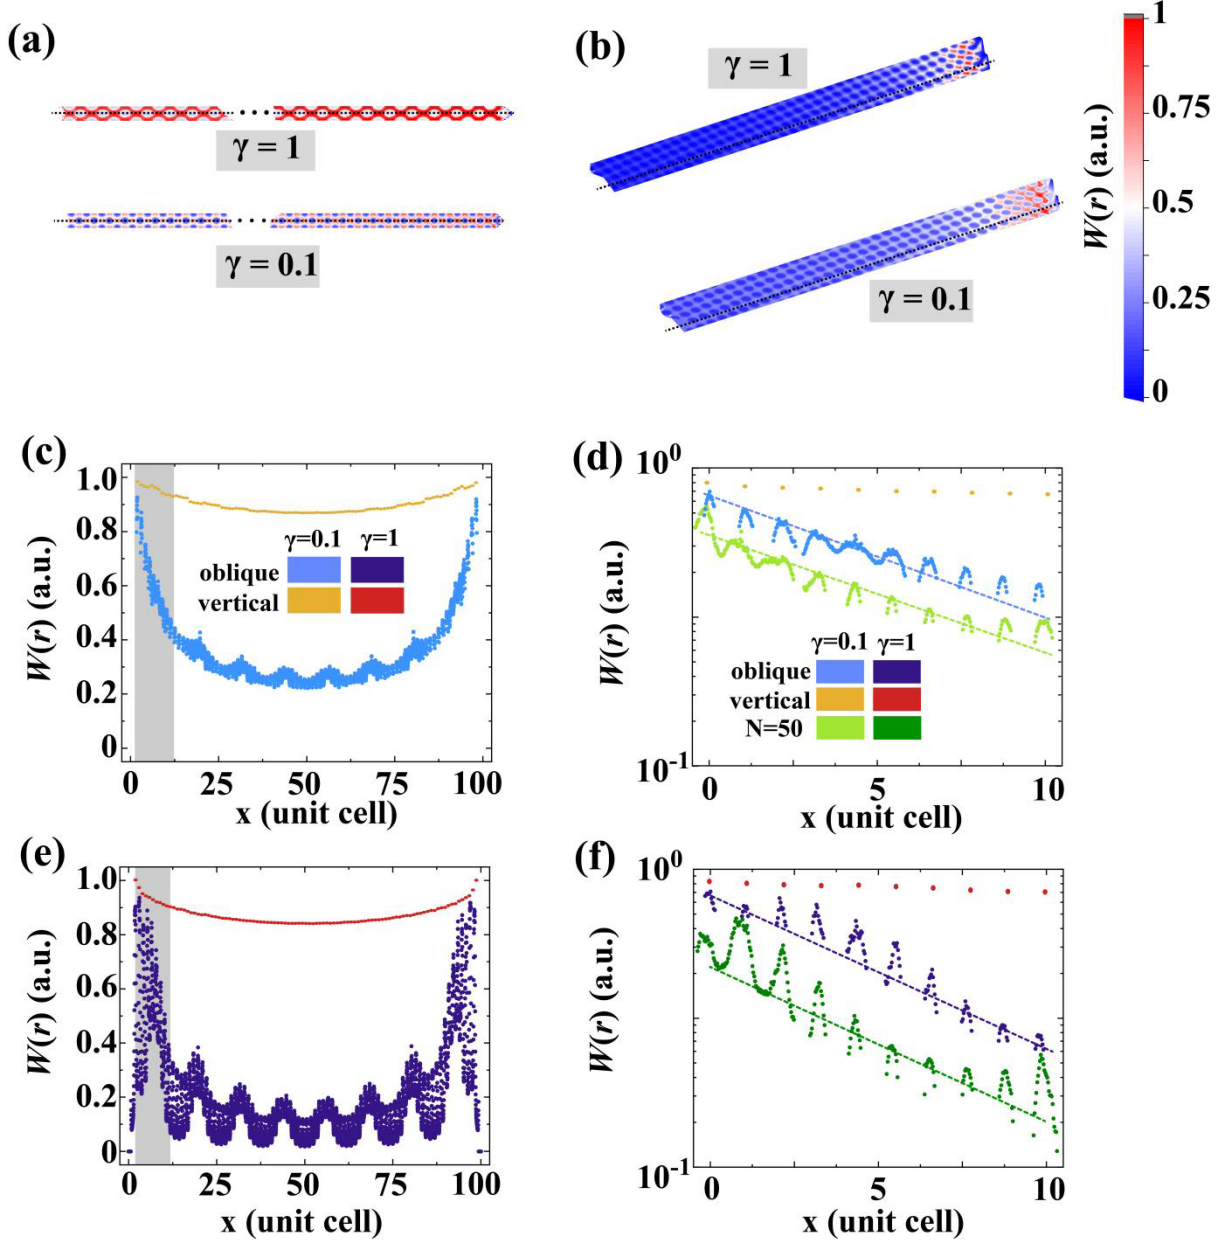 (a)
γ = 1
γ = 0.1
(b)
γ = 1
γ = 0.1
W(r) (a.u.)
1
0.75
0.5
0.25
0
(c)
W(r) (a.u.)
1.0
0.8
0.6
0.4
0.2
0
γ=0.1 γ=1
oblique
vertical
0 25 50 75 100
x (unit cell)
(d)
W(r) (a.u.)
10⁰
10⁻¹
γ=0.1 γ=1
oblique
vertical
N=50
0 5 10
x (unit cell)
(e)
W(r) (a.u.)
1.0
0.8
0.6
0.4
0.2
0
0 25 50 75 100
x (unit cell)
(f)
W(r) (a.u.)
10⁰
10⁻¹
0 5 10
x (unit cell)